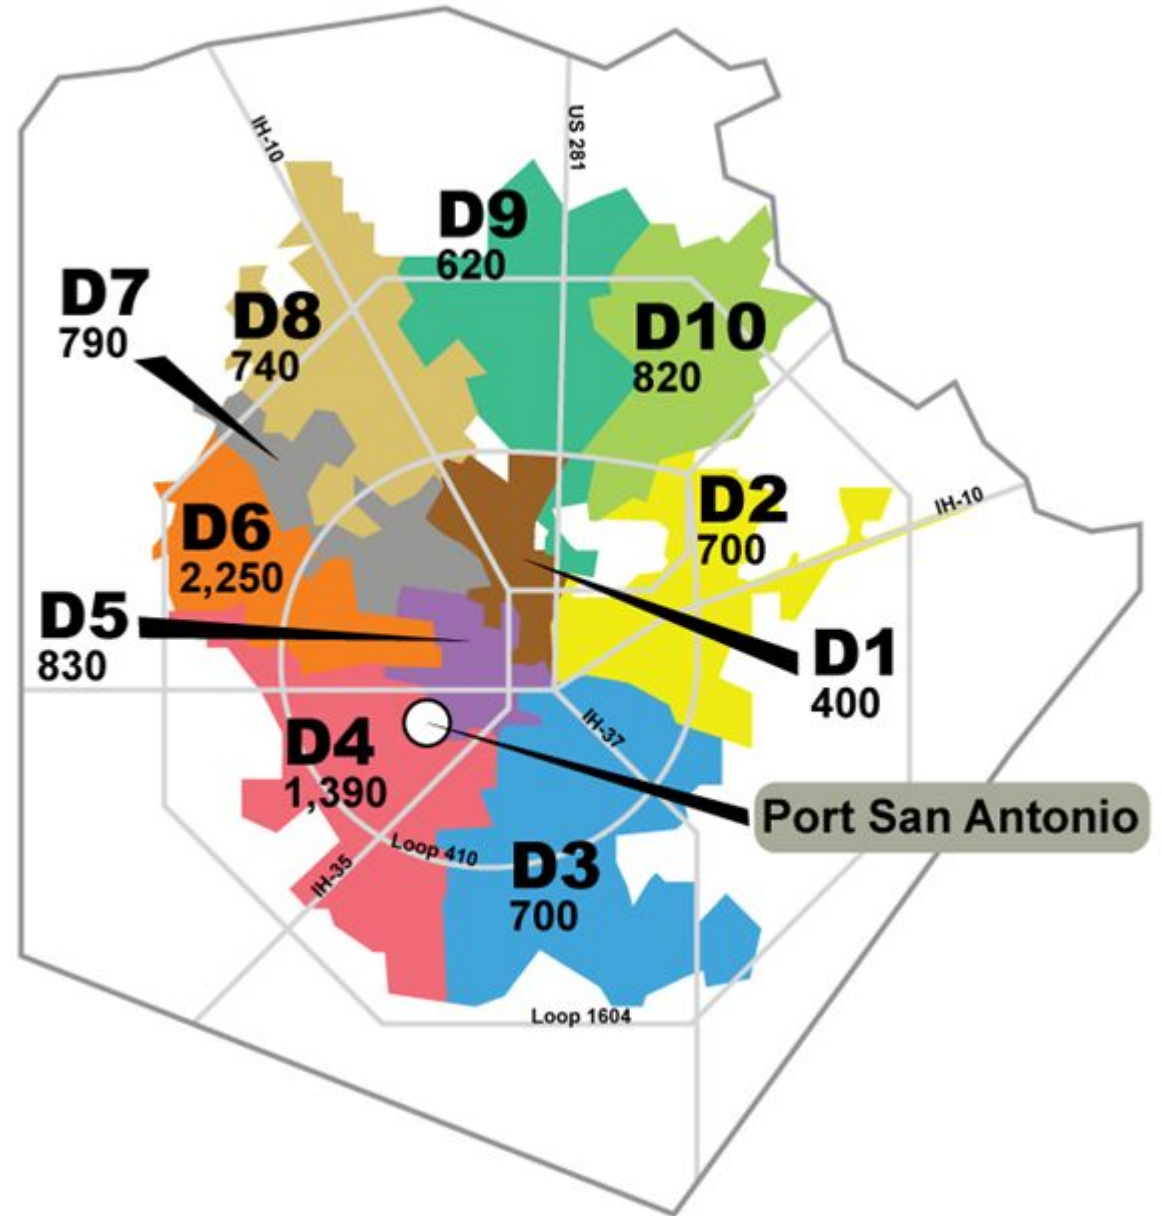 IH-10
US 281
D9
620
D7
790
D8
740
D10
820
D6
2,250
D2
700
IH-10
D5
830
D1
400
D4
1,390
IH-37
Port San Antonio
Loop 410
IH-35
D3
700
Loop 1604